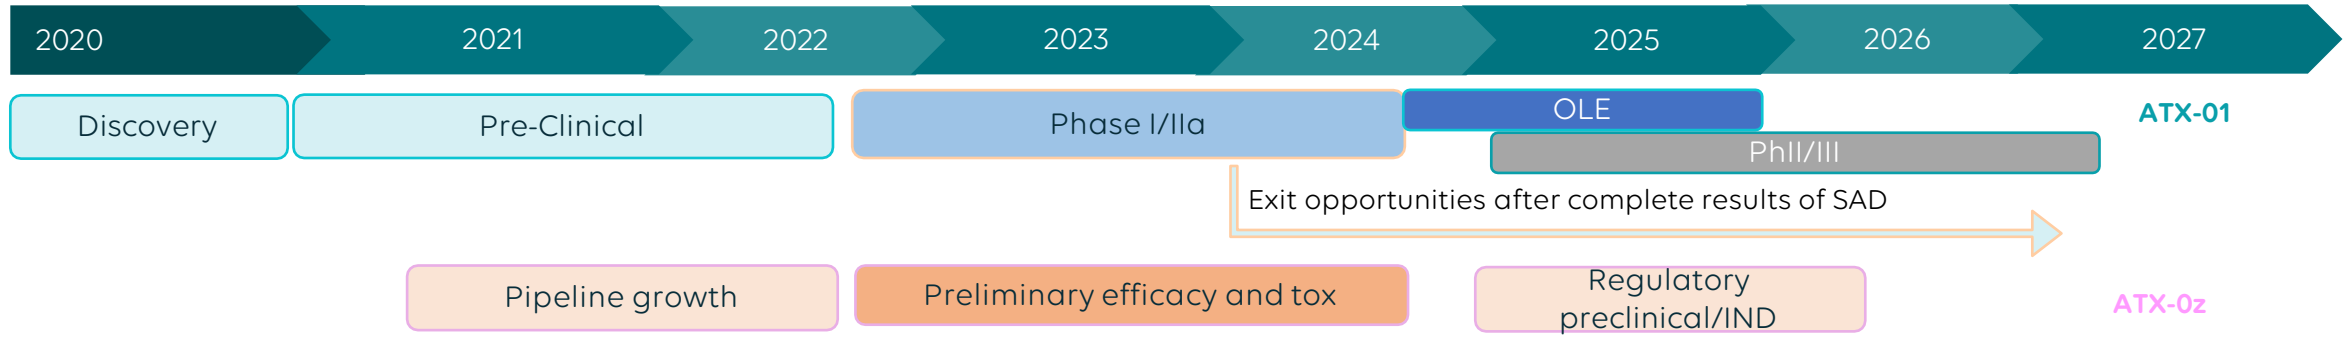 2020 2021 2022 2023 2024 2025 2026 2027
Discovery Pre-Clinical Phase I/IIa OLE ATX-01
PhII/III
Exit opportunities after complete results of SAD
Pipeline growth Preliminary efficacy and tox Regulatory
preclinical/IND ATX-0z